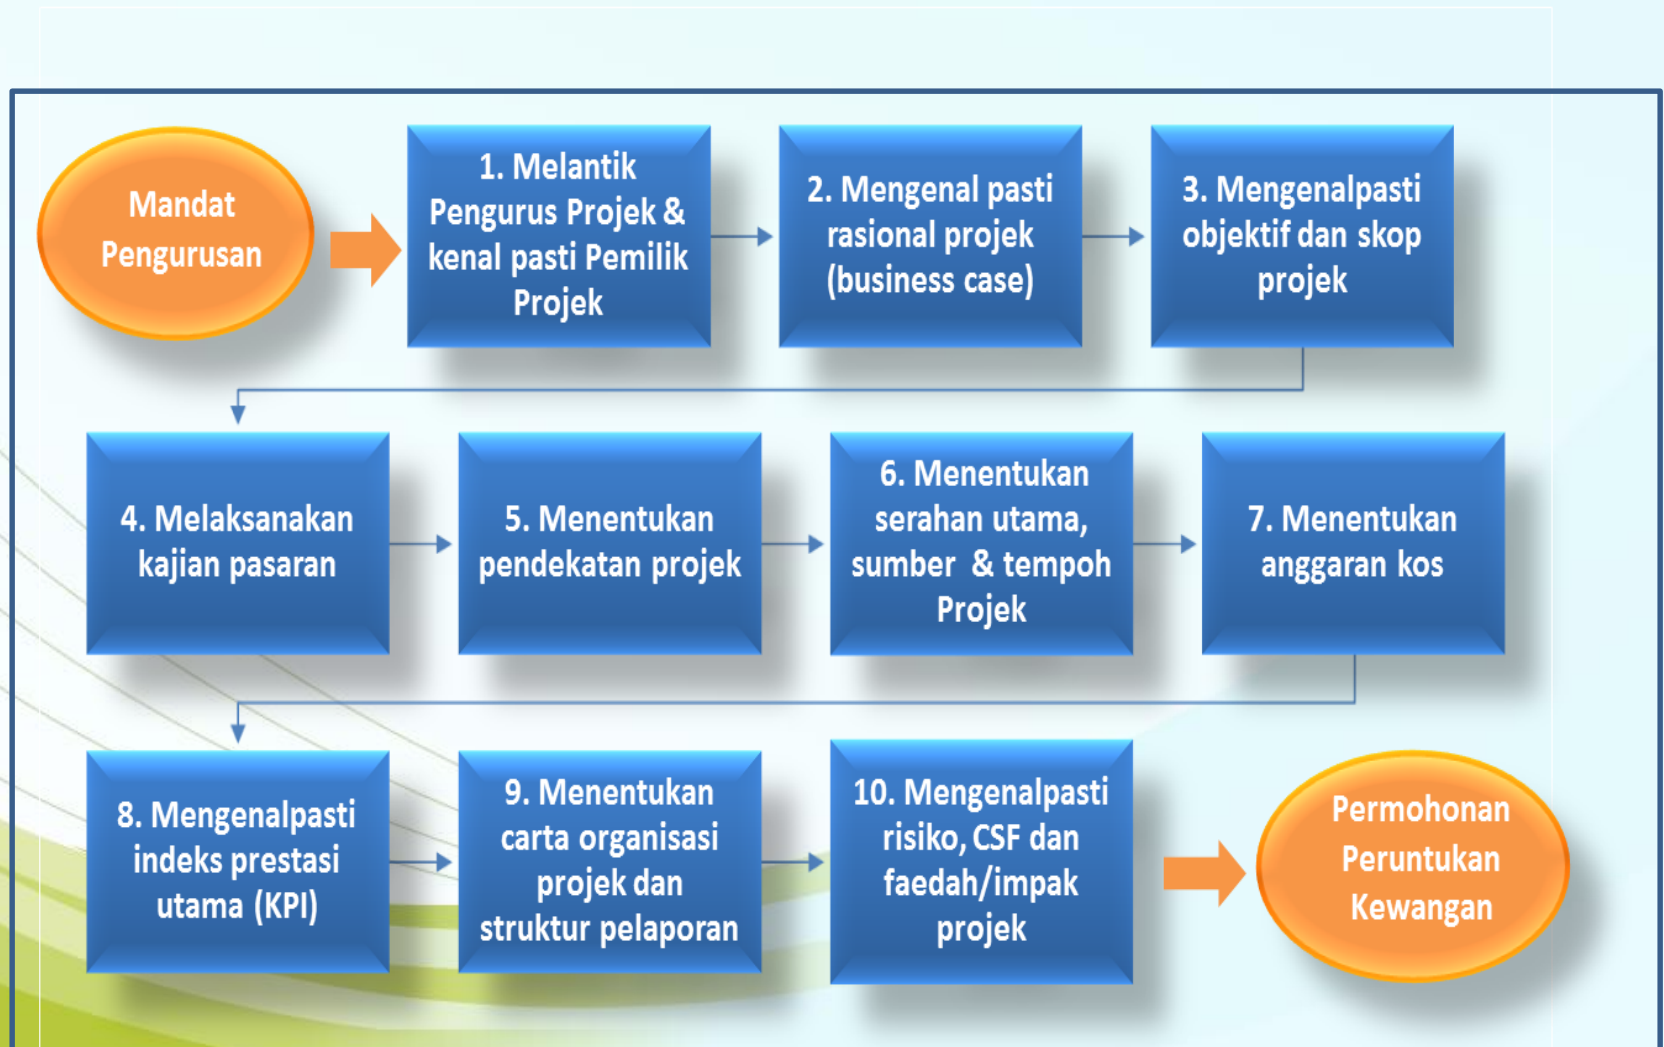 Mandat
Pengurusan
1. Melantik
Pengurus Projek &
kenal pasti Pemilik
Projek
2. Mengenal pasti
rasional projek
(business case)
3. Mengenalpasti
objektif dan skop
projek
4. Melaksanakan
kajian pasaran
5. Menentukan
pendekatan projek
6. Menentukan
serahan utama,
sumber & tempoh
Projek
7. Menentukan
anggaran kos
8. Mengenalpasti
indeks prestasi
utama (KPI)
9. Menentukan
carta organisasi
projek dan
struktur pelaporan
10. Mengenalpasti
risiko, CSF dan
faedah/impak
projek
Permohonan
Peruntukan
Kewangan